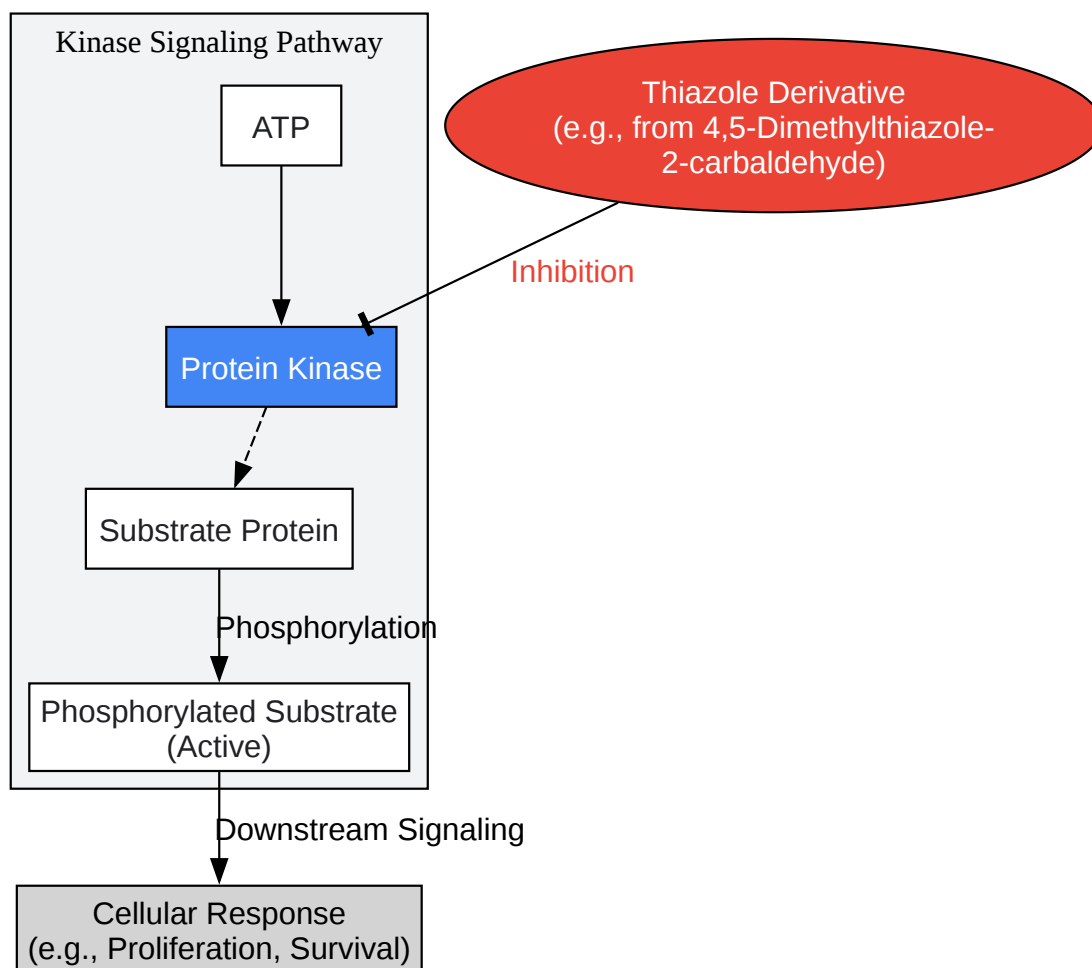 Kinase Signaling Pathway
ATP
Thiazole Derivative
(e.g., from 4,5-Dimethylthiazole-
2-carbaldehyde)
Inhibition
Protein Kinase
Substrate Protein
Phosphorylation
Phosphorylated Substrate
(Active)
Downstream Signaling
Cellular Response
(e.g., Proliferation, Survival)